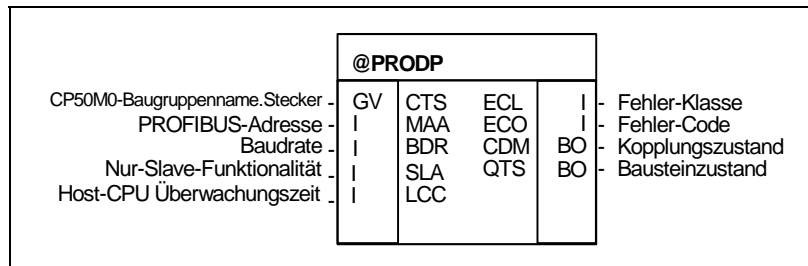 @PRODP
CP50M0-Baugruppenname.Stecker - GV CTS ECL I - Fehler-Klasse
PROFIBUS-Adresse - I MAA ECO I - Fehler-Code
Baudrate - I BDR CDM BO - Kopplungszustand
Nur-Slave-Funktionalität - I SLA QTS BO - Bausteinzustand
Host-CPU Überwachungszeit - I LCC